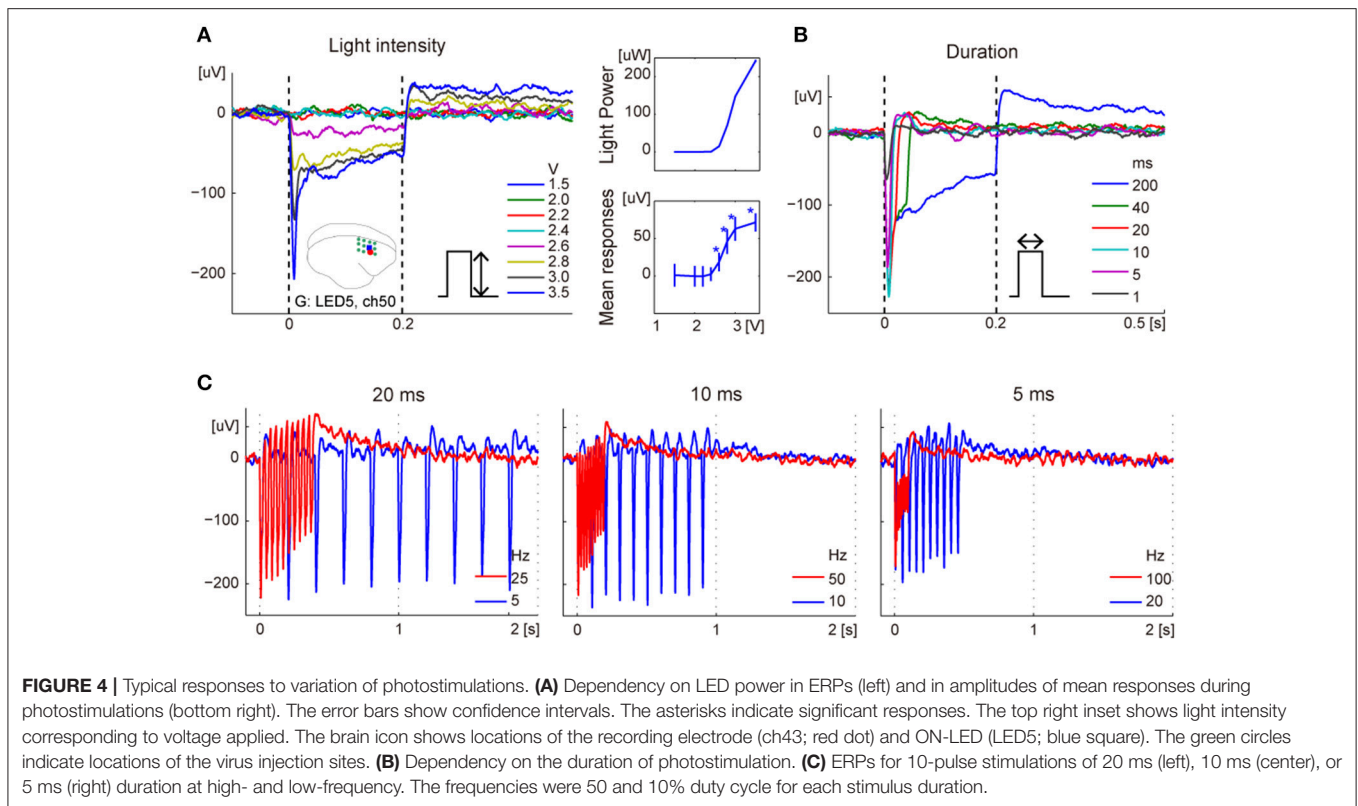 A
Light intensity
[uV]
0
−100
−200
0
0.2
V
1.5
2.0
2.2
2.4
2.6
2.8
3.0
3.5
G: LED5, ch50
[uW]
200
100
0
Light Power
[uV]
50
0
Mean responses
* * * *
1 2 3 [V]
B
Duration
[uV]
0
−100
−200
0
0.2
0.5 [s]
ms
200
40
20
10
5
1
C
20 ms
[uV]
0
−100
−200
Hz
25
5
0 1 2 [s]
10 ms
Hz
50
10
0 1 2 [s]
5 ms
Hz
100
20
0 1 2 [s]
FIGURE 4 | Typical responses to variation of photostimulations. (A) Dependency on LED power in ERPs (left) and in amplitudes of mean responses during
photostimulations (bottom right). The error bars show confidence intervals. The asterisks indicate significant responses. The top right inset shows light intensity
corresponding to voltage applied. The brain icon shows locations of the recording electrode (ch43; red dot) and ON-LED (LED5; blue square). The green circles
indicate locations of the virus injection sites. (B) Dependency on the duration of photostimulation. (C) ERPs for 10-pulse stimulations of 20 ms (left), 10 ms (center), or
5 ms (right) duration at high- and low-frequency. The frequencies were 50 and 10% duty cycle for each stimulus duration.